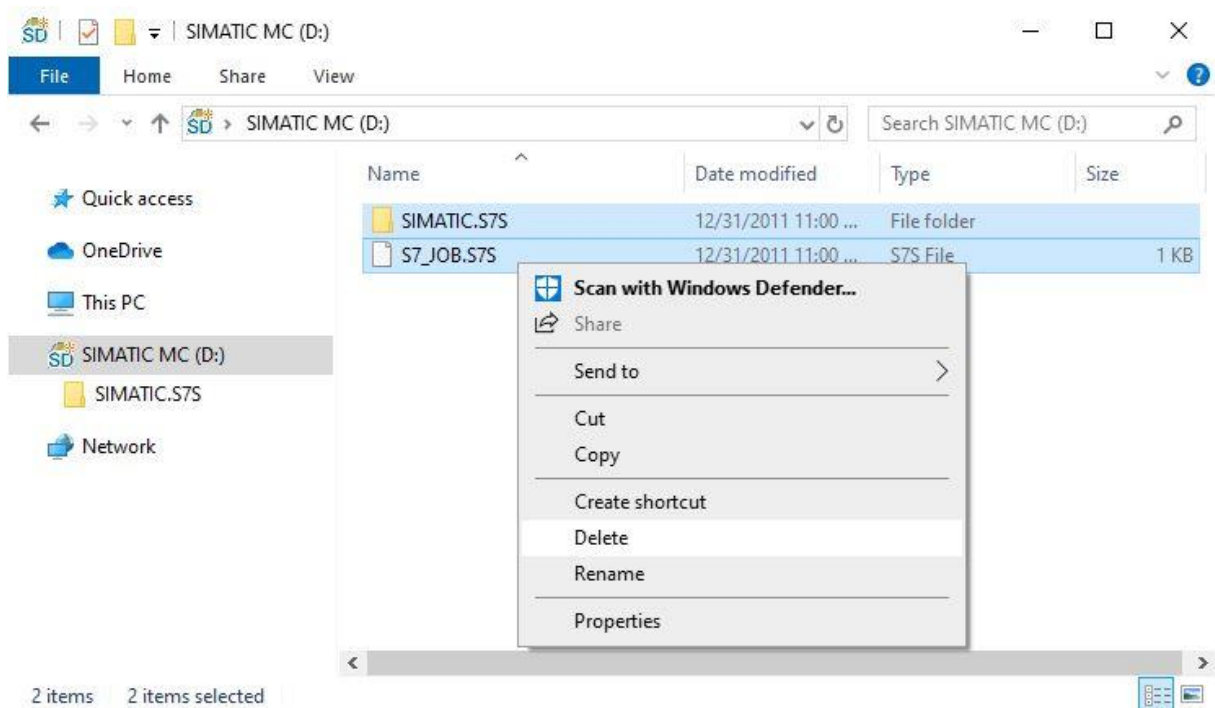 SD SIMATIC MC (D:)
File Home Share View
SD SIMATIC MC (D:) Search SIMATIC MC (D:)
Name Date modified Type Size
Quick access
OneDrive
This PC
SD SIMATIC MC (D:)
SIMATIC.S7S
Network
SIMATIC.S7S 12/31/2011 11:00 ... File folder
S7_JOB.S7S 12/31/2011 11:00 ... S7S File 1 KB
Scan with Windows Defender...
Share
Send to
Cut
Copy
Create shortcut
Delete
Rename
Properties
2 items 2 items selected